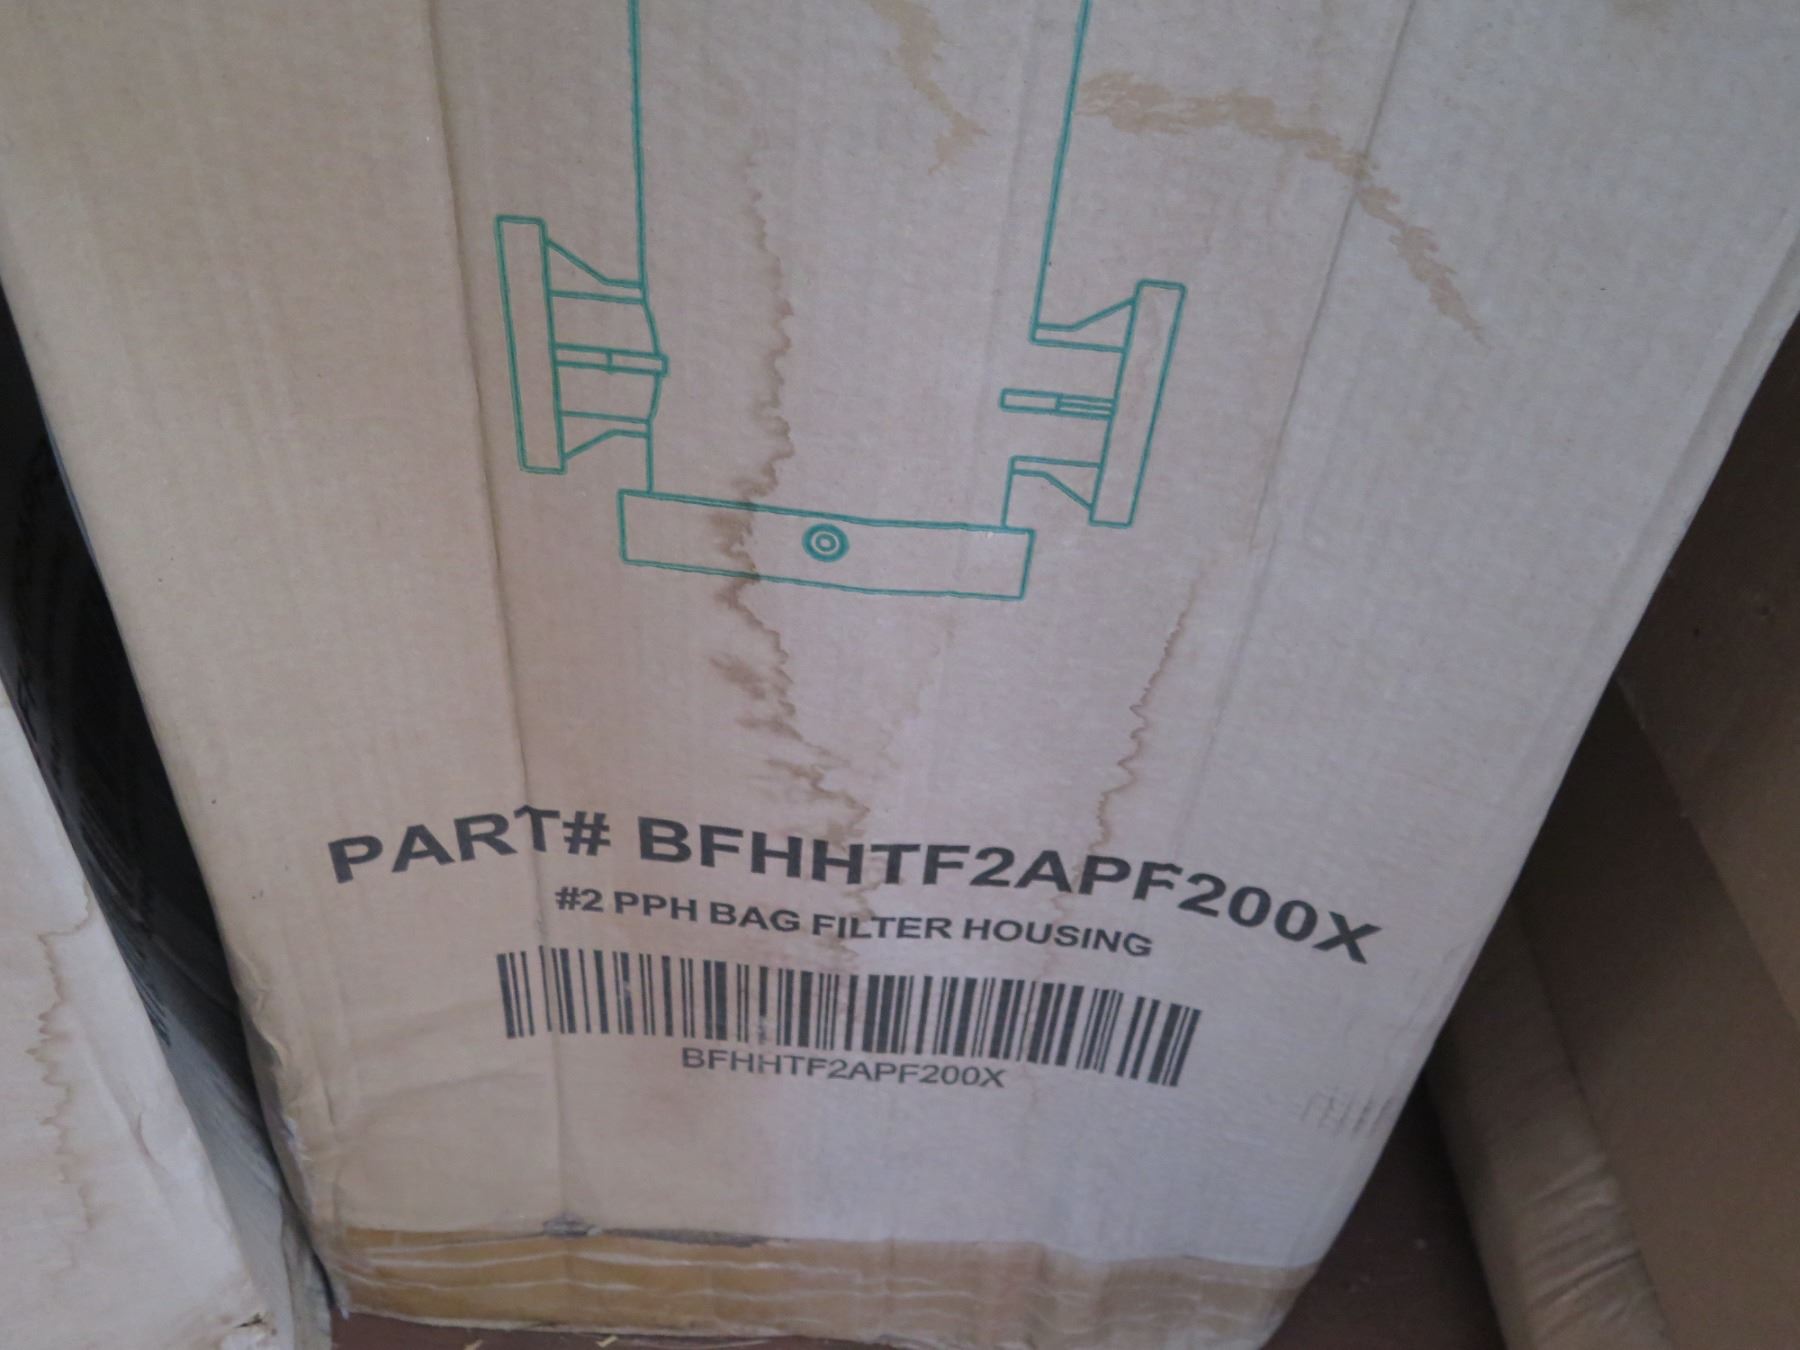 PART# BFHHTF2APF200X
#2 PPH BAG FILTER HOUSING
BFHHTF2APF200X